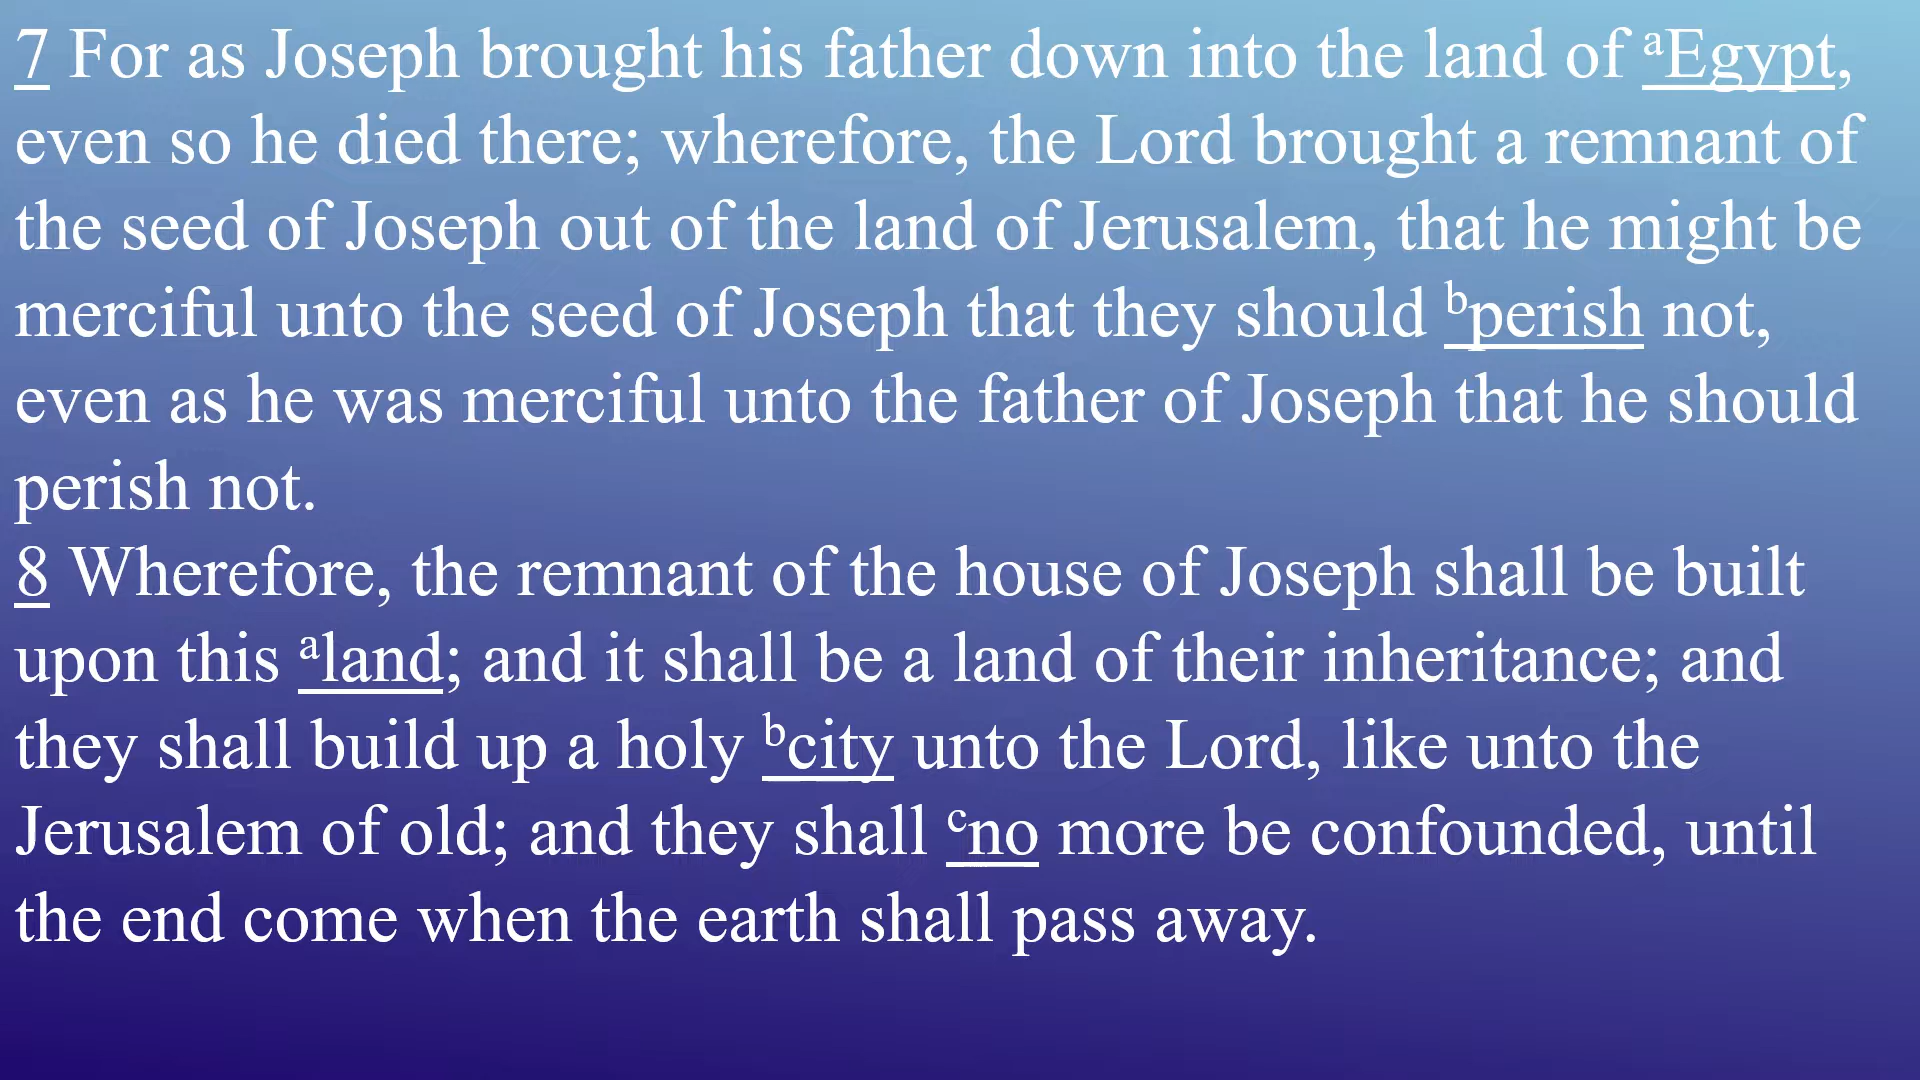 7 For as Joseph brought his father down into the land of aEgypt,
even so he died there; wherefore, the Lord brought a remnant of
the seed of Joseph out of the land of Jerusalem, that he might be
merciful unto the seed of Joseph that they should bperish not,
even as he was merciful unto the father of Joseph that he should
perish not.
8 Wherefore, the remnant of the house of Joseph shall be built
upon this aland; and it shall be a land of their inheritance; and
they shall build up a holy bcity unto the Lord, like unto the
Jerusalem of old; and they shall cno more be confounded, until
the end come when the earth shall pass away.